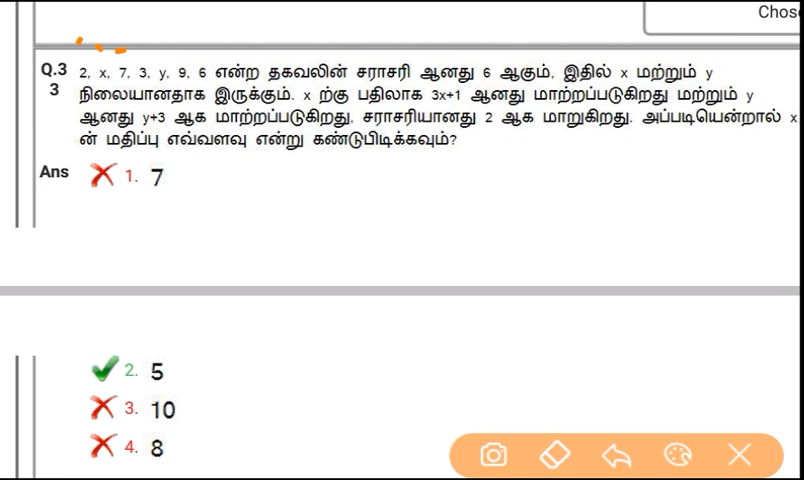 Chos
Q.3 2, x, 7, 3, y, 9, 6 என்ற தகவலின் சராசரி ஆனது 6 ஆகும், இதில் x மற்றும் y
3 நிலையானதாக இருக்கும். x ற்கு பதிலாக 3x+1 ஆனது மாற்றப்படுகிறது மற்றும் y
ஆனது y+3 ஆக மாற்றப்படுகிறது, சராசரியானது 2 ஆக மாறுகிறது. அப்படியென்றால் x
ன் மதிப்பு எவ்வளவு என்று கண்டுபிடிக்கவும்?
Ans 1. 7
2. 5
3. 10
4. 8